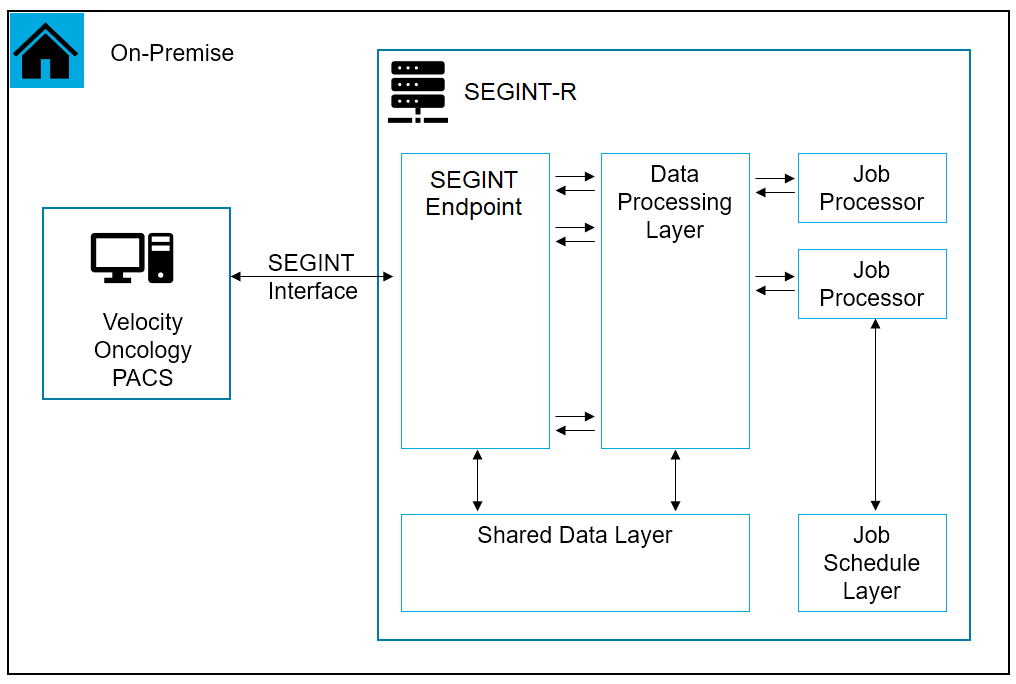 On-Premise
SEGINT-R
SEGINT
Endpoint
Data
Processing
Layer
Job
Processor
Job
Processor
SEGINT
Interface
Velocity
Oncology
PACS
Shared Data Layer
Job
Schedule
Layer